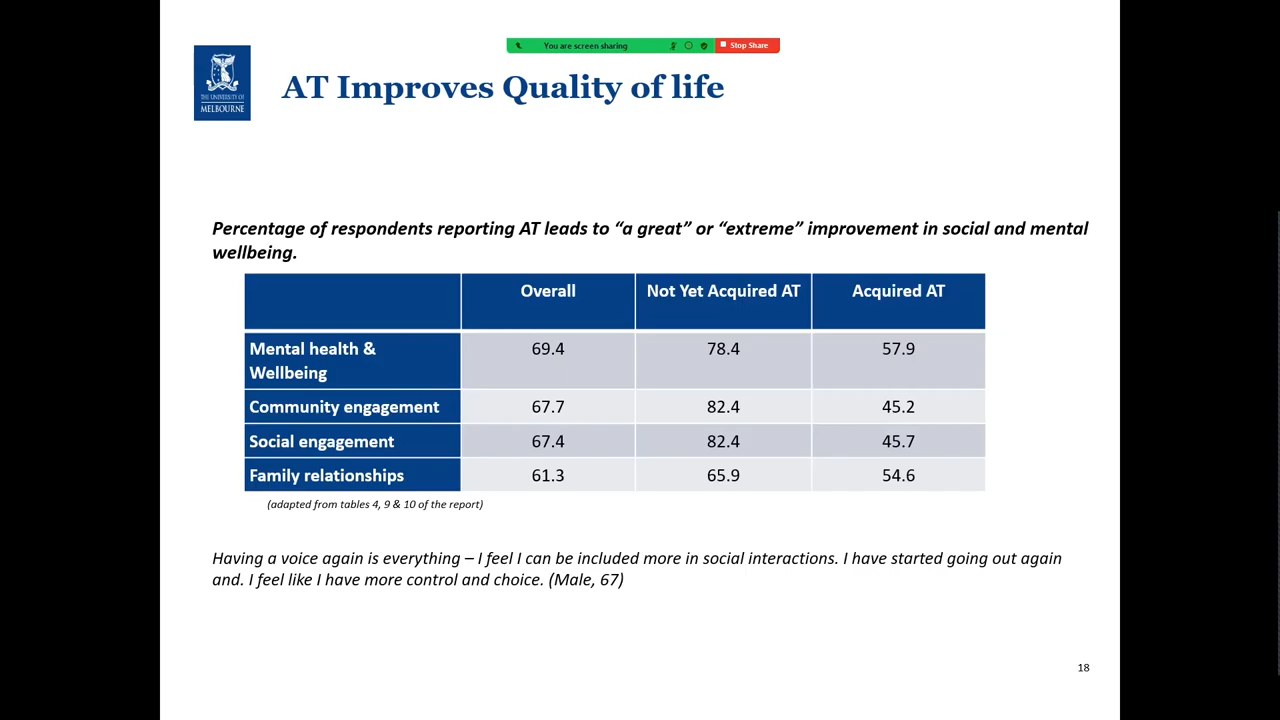 You are screen sharing
Stop Share
THE UNIVERSITY OF
MELBOURNE
AT Improves Quality of life
Percentage of respondents reporting AT leads to “a great” or “extreme” improvement in social and mental
wellbeing.
Overall Not Yet Acquired AT Acquired AT
Mental health & 69.4 78.4 57.9
Wellbeing
Community engagement 67.7 82.4 45.2
Social engagement 67.4 82.4 45.7
Family relationships 61.3 65.9 54.6
(adapted from tables 4, 9 & 10 of the report)
Having a voice again is everything – I feel I can be included more in social interactions. I have started going out again
and. I feel like I have more control and choice. (Male, 67)
18